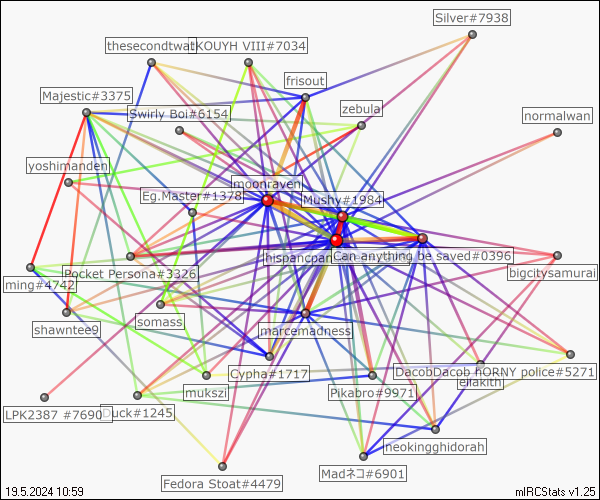 Silver#7938
thesecondtwat
KOUYH VIII#7034
frisout
Majestic#3375
Swirly Boi#6154
zebula
normalwan
yoshimanden
moonraven
Eg.Master#1378
Mushy#1984
Can anything be saved#0396
Pocket Persona#3326
bigcitysamurai
ming#4742
somass
shawntee9
marcemadness
Cypha#1717
DacobDacob
hORNY police#5271
ellakith
mukszi
Pikabro#9971
LPK2387 #7690
Duck#1245
neokingghidorah
Madネコ#6901
Fedora Stoat#4479
19.5.2024 10:59
mIRCStats v1.25